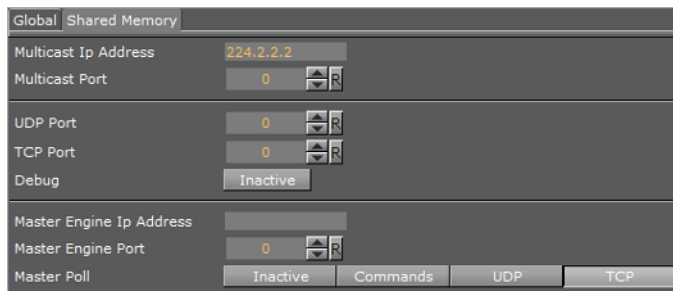 Global Shared Memory
Multicast Ip Address 224.2.2.2
Multicast Port 0 R
UDP Port 0 R
TCP Port 0 R
Debug Inactive
Master Engine Ip Address
Master Engine Port 0 R
Master Poll Inactive Commands UDP TCP